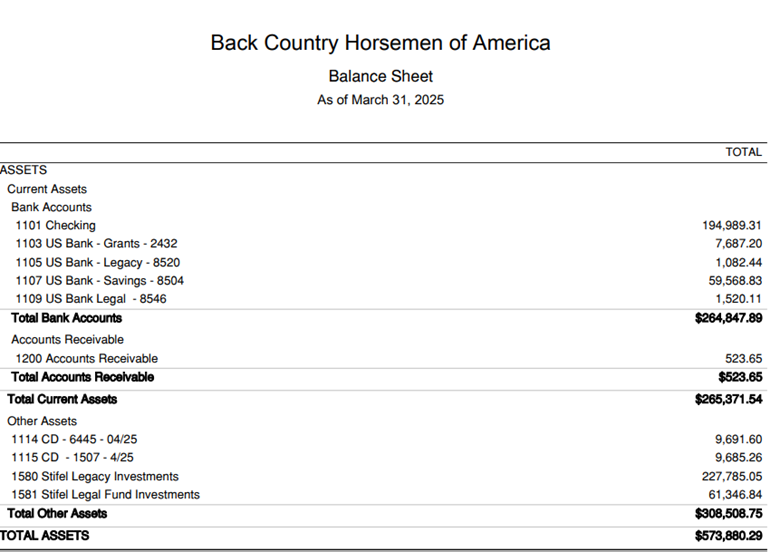 Back Country Horsemen of America
Balance Sheet
As of March 31, 2025
TOTAL
ASSETS
Current Assets
Bank Accounts
1101 Checking 194,989.31
1103 US Bank - Grants - 2432 7,687.20
1105 US Bank - Legacy - 8520 1,082.44
1107 US Bank - Savings - 8504 59,568.83
1109 US Bank Legal - 8546 1,520.11
Total Bank Accounts $264,847.89
Accounts Receivable
1200 Accounts Receivable 523.65
Total Accounts Receivable $523.65
Total Current Assets $265,371.54
Other Assets
1114 CD - 6445 - 04/25 9,691.60
1115 CD - 1507 - 4/25 9,685.26
1580 Stifel Legacy Investments 227,785.05
1581 Stifel Legal Fund Investments 61,346.84
Total Other Assets $308,508.75
TOTAL ASSETS $573,880.29